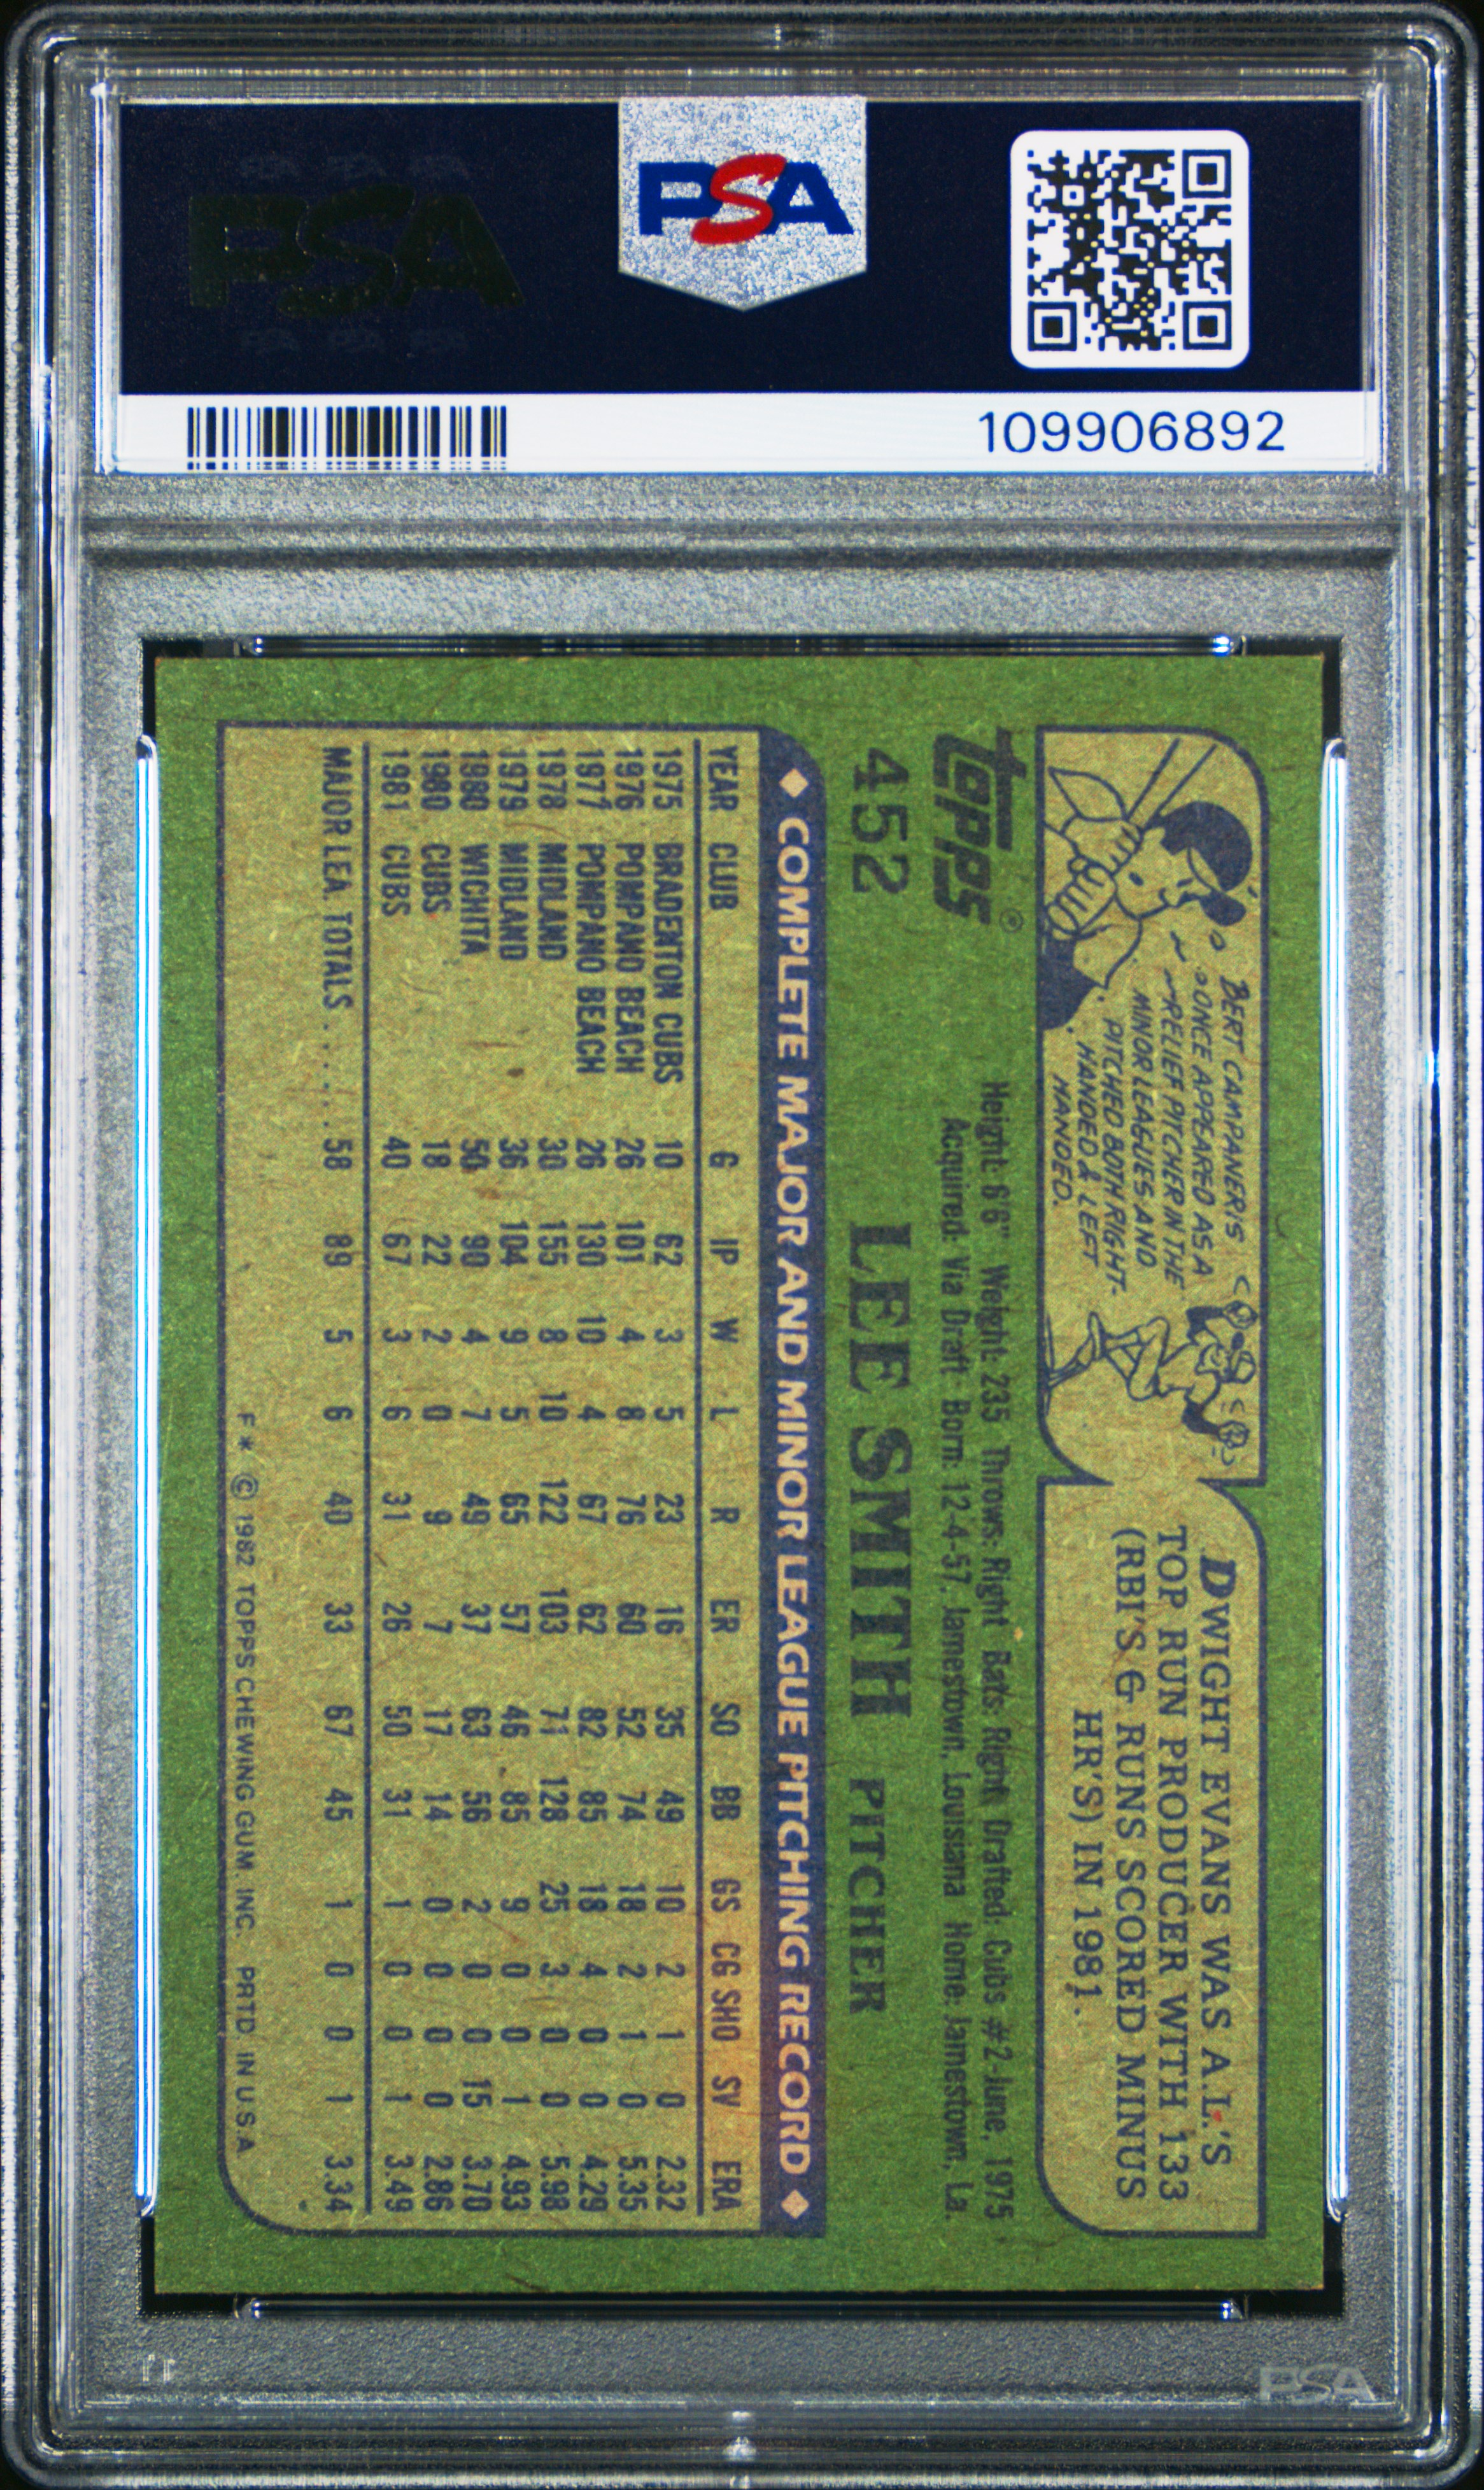 PSA
PSA
109906892
BERT CAMPANERIS
ONCE APPEARED AS A
RELIEF PITCHER IN THE
MINOR LEAGUES AND
PITCHED BOTH RIGHT-
HANDED & LEFT
HANDED.
DWIGHT EVANS WAS A.L.'S
TOP RUN PRODUCER WITH 133
(RBI'S & RUNS SCORED MINUS
HR'S) IN 1981.
topps®
452
Height: 6'6" Weight: 235 Throws: Right Bats: Right Drafted: Cubs #2-June, 1975
Acquired: Via Draft Born: 12-4-57, Jamestown, Louisiana Home: Jamestown, La.
LEE SMITH PITCHER
◆ COMPLETE MAJOR AND MINOR LEAGUE PITCHING RECORD ◆
YEAR CLUB G IP W L R ER SO BB GS CG SHO SV ERA
1975 BRADENTON CUBS 10 62 3 5 23 16 35 49 10 2 1 0 2.32
1976 POMPANO BEACH 26 101 4 8 76 60 52 74 18 2 1 0 5.35
1977 POMPANO BEACH 26 130 10 4 67 62 82 85 18 4 0 0 4.29
1978 MIDLAND 30 155 8 10 122 103 71 128 25 3 0 0 5.98
1979 MIDLAND 36 104 9 5 65 57 46 85 9 0 0 1 4.93
1980 WICHITA 50 90 4 7 49 37 63 56 2 0 0 15 3.70
1980 CUBS 18 22 2 0 9 7 17 14 0 0 0 0 2.86
1981 CUBS 40 67 3 6 31 26 50 31 1 0 0 1 3.49
MAJOR LEA. TOTALS . . . . . . 58 89 5 6 40 33 67 45 1 0 0 1 3.34
F* © 1982 TOPPS CHEWING GUM, INC. PRTD. IN U.S.A.
PSA